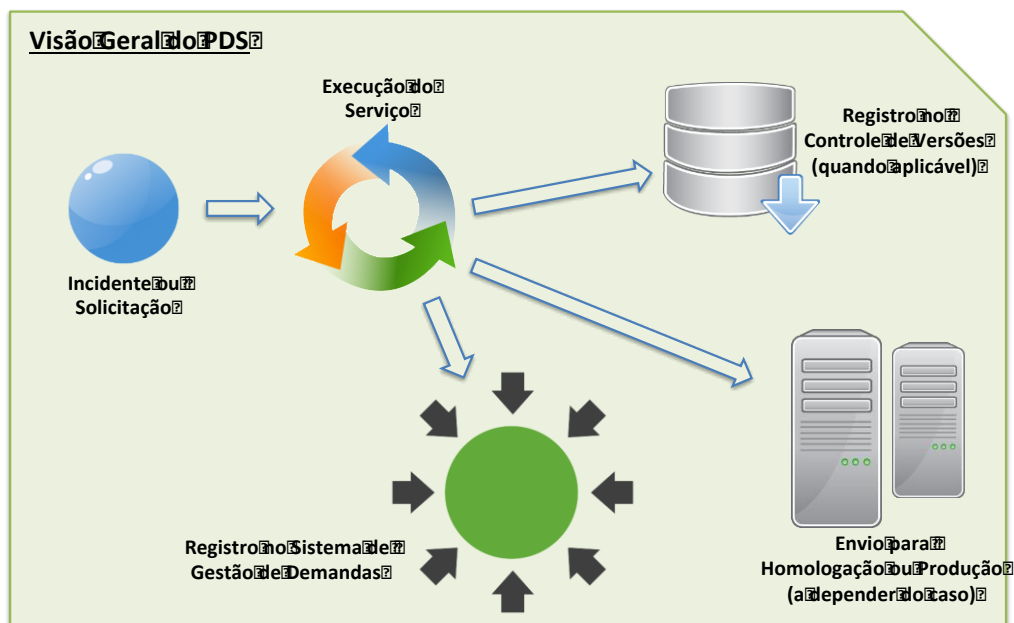 Visão Geral do PDS
Execução do
Serviço
Registro no
Controle de Versões
(quando aplicável)
Incidente ou
Solicitação
Registro no Sistema de
Gestão de Demandas
Envio para
Homologação ou Produção
(a depender do caso)